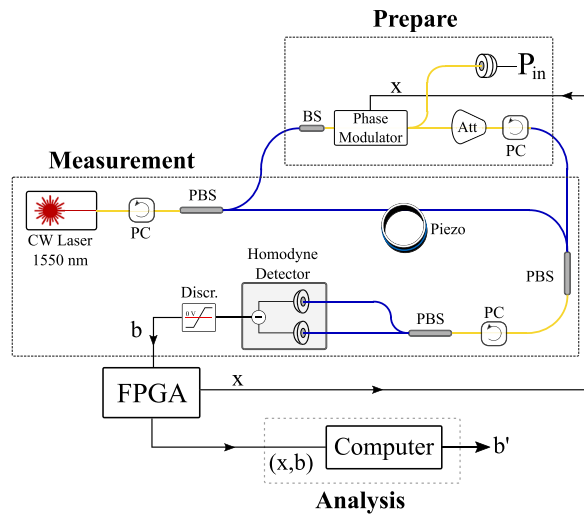 Prepare
x
P_in
BS
Phase
Modulator
Att
PC
Measurement
PBS
CW Laser
1550 nm
PC
Piezo
Homodyne
Detector
PBS
Discr.
0 V
PBS
PC
b
FPGA
x
(x,b)
Computer
b'
Analysis